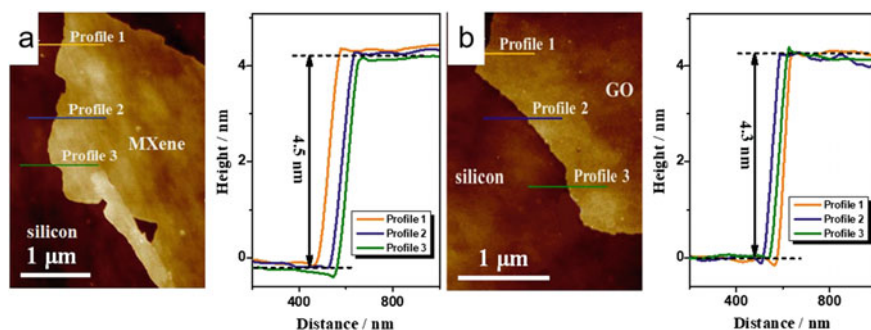 a
Profile 1
Profile 2
MXene
Profile 3
silicon
1 μm
Height / nm
4
2
0
4.5 nm
Profile 1
Profile 2
Profile 3
400
800
Distance / nm
b
Profile 1
GO
Profile 2
silicon
Profile 3
1 μm
Height / nm
4
2
0
4.3 nm
Profile 1
Profile 2
Profile 3
400
800
Distance / nm